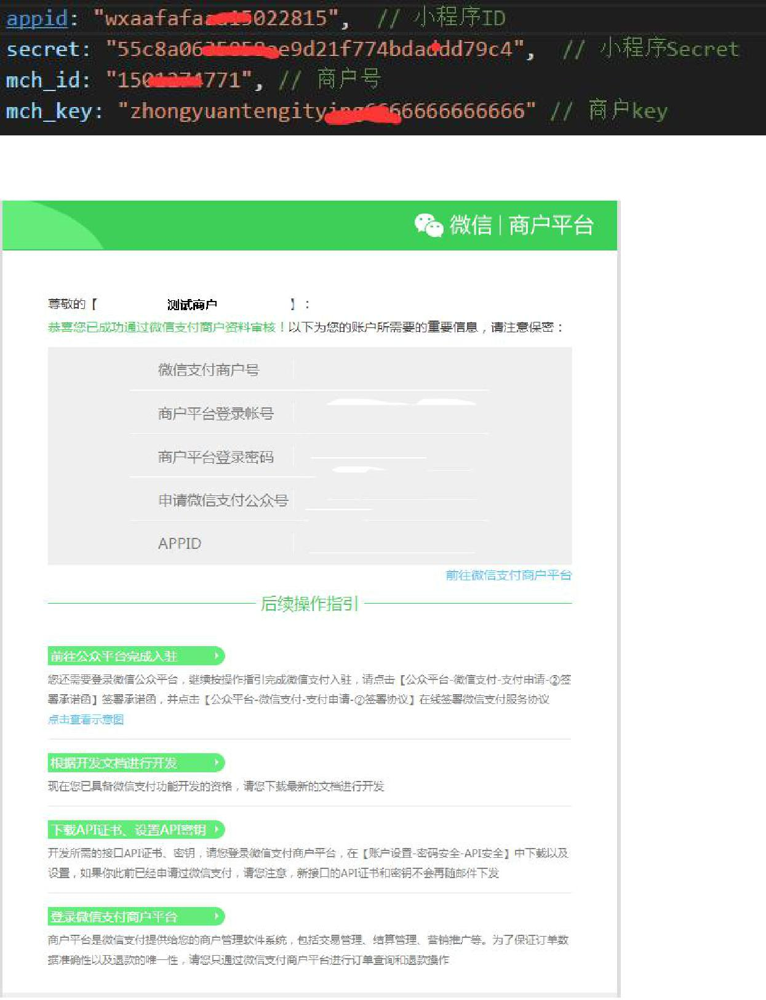 appid: "wxaafafa 5022815", // 小程序ID
secret: "55c8a06 e9d21f774bdaddd79c4", // 小程序Secret
mch_id: "150 4771", // 商户号
mch_key: "zhongyuantengity 66666666666" // 商户key
微信|商户平台
尊敬的【 测试商户 】:
恭喜您已成功通过微信支付商户资料审核!以下为您的账户所需要的重要信息,请注意保密:
微信支付商户号
商户平台登录帐号
商户平台登录密码
申请微信支付公众号
APPID
前往微信支付商户平台
后续操作指引
前往公众平台完成入驻
您还需要登录微信公众平台,继续按操作指引完成微信支付入驻,请点击【公众平台-微信支付-支付申请-②签
署承诺函】签署承诺函,并点击【公众平台-微信支付-支付申请-②签署协议】在线签署微信支付服务协议
点击查看示意图
根据开发文档进行开发
现在您已具备微信支付功能开发的资格,请您下载最新的文档进行开发
下载API证书、设置API密钥
开发所需的接口API证书、密钥,请您登录微信支付商户平台,在【账户设置-密码安全-API安全】中下载以及
设置,如果你此前已经申请过微信支付,请您注意,新接口的API证书和密钥不会再随邮件下发
登录微信支付商户平台
商户平台是微信支付提供给您的商户管理软件系统,包括交易管理、结算管理、营销推广等。为了保证订单数
据准确性以及退款的唯一性,请您只通过微信支付商户平台进行订单查询和退款操作